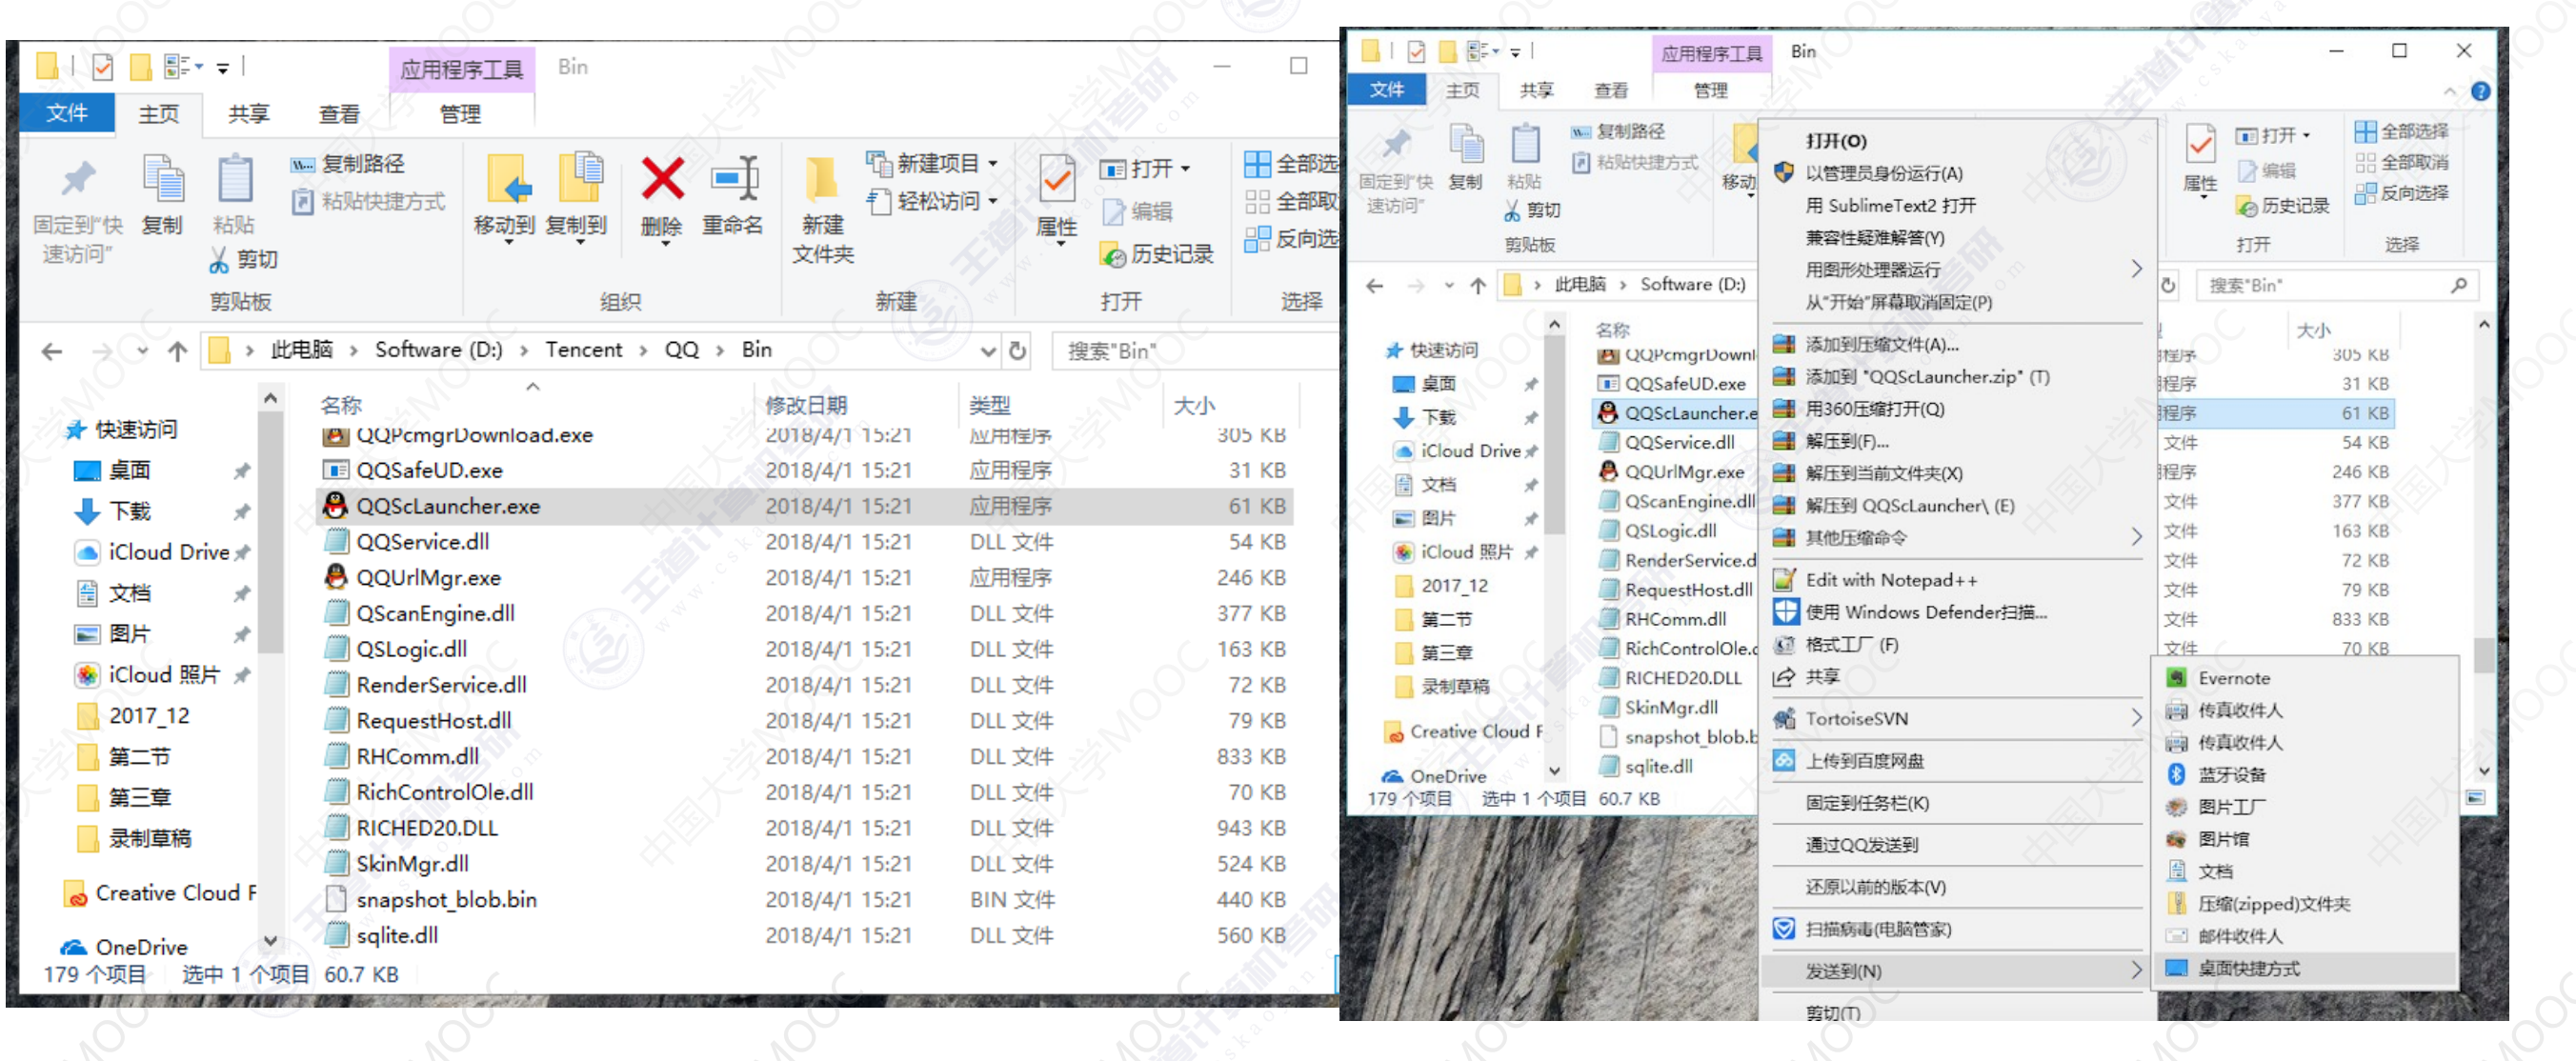 应用程序工具 Bin
文件 主页 共享 查看 管理
固定到"快速访问"
复制
粘贴
复制路径
粘贴快捷方式
剪切
剪贴板
移动到 复制到 删除 重命名
组织
新建文件夹
新建项目
轻松访问
新建
属性
打开
编辑
历史记录
打开
全部选
全部取
反向选
选择
此电脑 > Software (D:) > Tencent > QQ > Bin
搜索"Bin"
快速访问
桌面
下载
iCloud Drive
文档
图片
iCloud 照片
2017_12
第二节
第三章
录制草稿
Creative Cloud F
OneDrive
名称 修改日期 类型 大小
QQPcmgrDownload.exe 2018/4/1 15:21 应用程序 305 KB
QQSafeUD.exe 2018/4/1 15:21 应用程序 31 KB
QQScLauncher.exe 2018/4/1 15:21 应用程序 61 KB
QQService.dll 2018/4/1 15:21 DLL 文件 54 KB
QQUrlMgr.exe 2018/4/1 15:21 应用程序 246 KB
QScanEngine.dll 2018/4/1 15:21 DLL 文件 377 KB
QSLogic.dll 2018/4/1 15:21 DLL 文件 163 KB
RenderService.dll 2018/4/1 15:21 DLL 文件 72 KB
RequestHost.dll 2018/4/1 15:21 DLL 文件 79 KB
RHComm.dll 2018/4/1 15:21 DLL 文件 833 KB
RichControlOle.dll 2018/4/1 15:21 DLL 文件 70 KB
RICHED20.DLL 2018/4/1 15:21 DLL 文件 943 KB
SkinMgr.dll 2018/4/1 15:21 DLL 文件 524 KB
snapshot_blob.bin 2018/4/1 15:21 BIN 文件 440 KB
sqlite.dll 2018/4/1 15:21 DLL 文件 560 KB
179 个项目 选中 1 个项目 60.7 KB
应用程序工具 Bin
文件 主页 共享 查看 管理
固定到"快速访问"
复制
粘贴
复制路径
粘贴快捷方式
剪切
剪贴板
移动
属性
打开
编辑
历史记录
打开
全部选择
全部取消
反向选择
选择
此电脑 > Software (D:)
搜索"Bin"
快速访问
桌面
下载
iCloud Drive
文档
图片
iCloud 照片
2017_12
第二节
第三章
录制草稿
Creative Cloud F
OneDrive
名称 大小
QQPcmgrDownl 程序 305 KB
QQSafeUD.exe 程序 31 KB
QQScLauncher.e 程序 61 KB
QQService.dll 文件 54 KB
QQUrlMgr.exe 程序 246 KB
QScanEngine.dll 文件 377 KB
QSLogic.dll 文件 163 KB
RenderService.d 文件 72 KB
RequestHost.dll 文件 79 KB
RHComm.dll 文件 833 KB
RichControlOle.d 文件 70 KB
RICHED20.DLL
SkinMgr.dll
snapshot_blob.b
sqlite.dll
179 个项目 选中 1 个项目 60.7 KB
打开(O)
以管理员身份运行(A)
用 SublimeText2 打开
兼容性疑难解答(Y)
用图形处理器运行
从"开始"屏幕取消固定(P)
添加到压缩文件(A)...
添加到 "QQScLauncher.zip" (T)
用360压缩打开(Q)
解压到(F)...
解压到当前文件夹(X)
解压到 QQScLauncher\ (E)
其他压缩命令
Edit with Notepad++
使用 Windows Defender扫描...
格式工厂 (F)
共享
TortoiseSVN
上传到百度网盘
固定到任务栏(K)
通过QQ发送到
还原以前的版本(V)
扫描病毒(电脑管家)
发送到(N)
剪切(T)
Evernote
传真收件人
传真收件人
蓝牙设备
图片工厂
图片馆
文档
压缩(zipped)文件夹
邮件收件人
桌面快捷方式
中国大学MOOC
王道计算机考研
www.cskaoyan.com